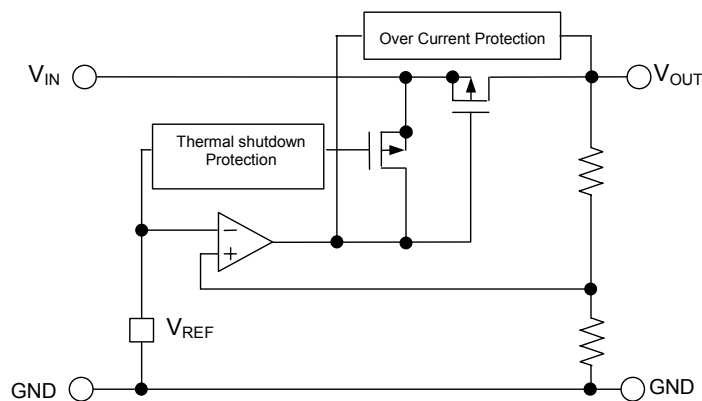 Over Current Protection
VIN
VOUT
Thermal shutdown
Protection
−
+
VREF
GND
GND